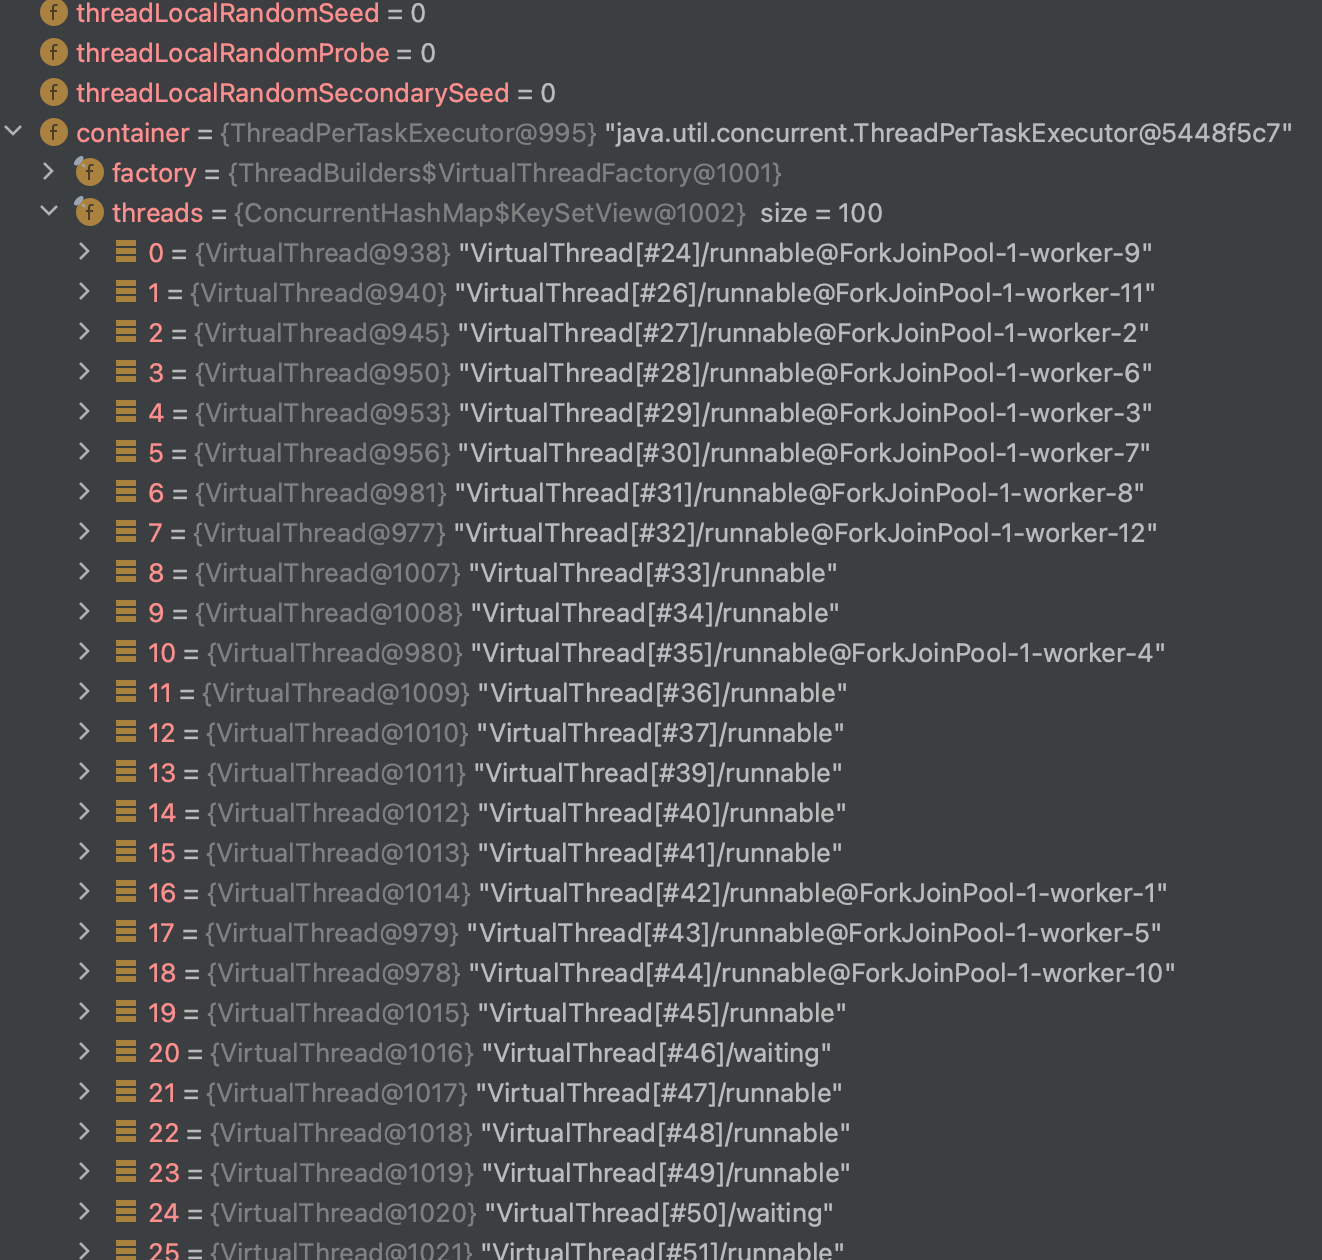 f threadLocalRandomSeed = 0
f threadLocalRandomProbe = 0
f threadLocalRandomSecondarySeed = 0
f container = {ThreadPerTaskExecutor@995} "java.util.concurrent.ThreadPerTaskExecutor@5448f5c7"
f factory = {ThreadBuilders$VirtualThreadFactory@1001}
f threads = {ConcurrentHashMap$KeySetView@1002} size = 100
0 = {VirtualThread@938} "VirtualThread[#24]/runnable@ForkJoinPool-1-worker-9"
1 = {VirtualThread@940} "VirtualThread[#26]/runnable@ForkJoinPool-1-worker-11"
2 = {VirtualThread@945} "VirtualThread[#27]/runnable@ForkJoinPool-1-worker-2"
3 = {VirtualThread@950} "VirtualThread[#28]/runnable@ForkJoinPool-1-worker-6"
4 = {VirtualThread@953} "VirtualThread[#29]/runnable@ForkJoinPool-1-worker-3"
5 = {VirtualThread@956} "VirtualThread[#30]/runnable@ForkJoinPool-1-worker-7"
6 = {VirtualThread@981} "VirtualThread[#31]/runnable@ForkJoinPool-1-worker-8"
7 = {VirtualThread@977} "VirtualThread[#32]/runnable@ForkJoinPool-1-worker-12"
8 = {VirtualThread@1007} "VirtualThread[#33]/runnable"
9 = {VirtualThread@1008} "VirtualThread[#34]/runnable"
10 = {VirtualThread@980} "VirtualThread[#35]/runnable@ForkJoinPool-1-worker-4"
11 = {VirtualThread@1009} "VirtualThread[#36]/runnable"
12 = {VirtualThread@1010} "VirtualThread[#37]/runnable"
13 = {VirtualThread@1011} "VirtualThread[#39]/runnable"
14 = {VirtualThread@1012} "VirtualThread[#40]/runnable"
15 = {VirtualThread@1013} "VirtualThread[#41]/runnable"
16 = {VirtualThread@1014} "VirtualThread[#42]/runnable@ForkJoinPool-1-worker-1"
17 = {VirtualThread@979} "VirtualThread[#43]/runnable@ForkJoinPool-1-worker-5"
18 = {VirtualThread@978} "VirtualThread[#44]/runnable@ForkJoinPool-1-worker-10"
19 = {VirtualThread@1015} "VirtualThread[#45]/runnable"
20 = {VirtualThread@1016} "VirtualThread[#46]/waiting"
21 = {VirtualThread@1017} "VirtualThread[#47]/runnable"
22 = {VirtualThread@1018} "VirtualThread[#48]/runnable"
23 = {VirtualThread@1019} "VirtualThread[#49]/runnable"
24 = {VirtualThread@1020} "VirtualThread[#50]/waiting"
25 = {VirtualThread@1021} "VirtualThread[#51]/runnable"